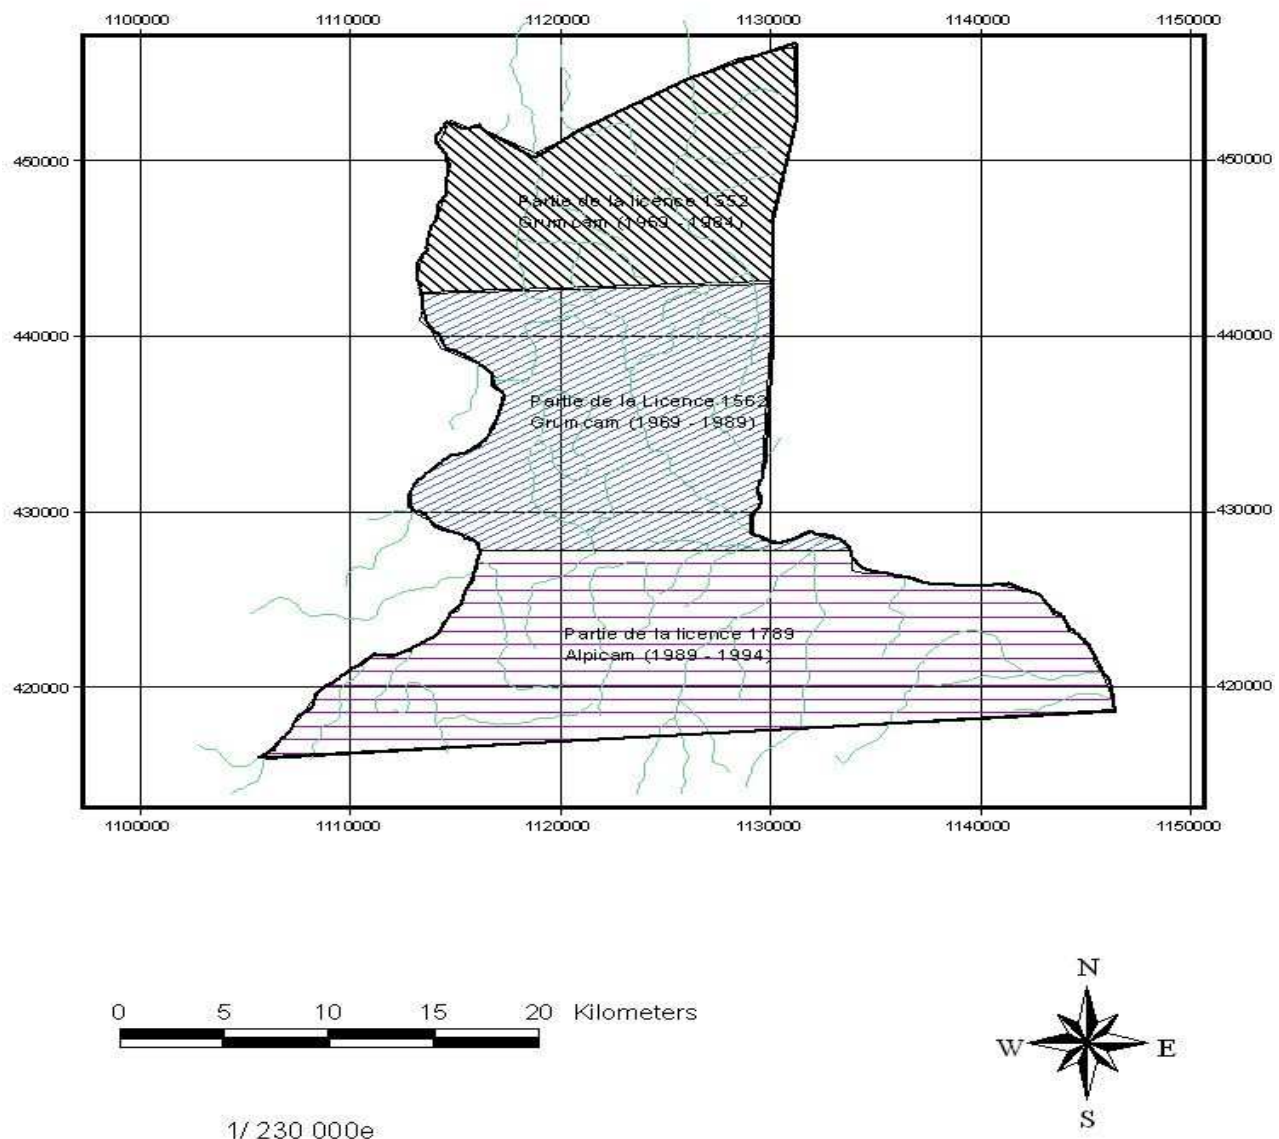 1100000 1110000 1120000 1130000 1140000 1150000
450000 450000
Partie de la licence 1552
Grumcam (1969 - 1984)
440000 440000
Partie de la Licence 1562
Grumcam (1969 - 1989)
430000 430000
Partie de la licence 1789
Alpicam (1989 - 1994)
420000 420000
1100000 1110000 1120000 1130000 1140000 1150000
N
0 5 10 15 20 Kilometers
W E
S
1/ 230 000e